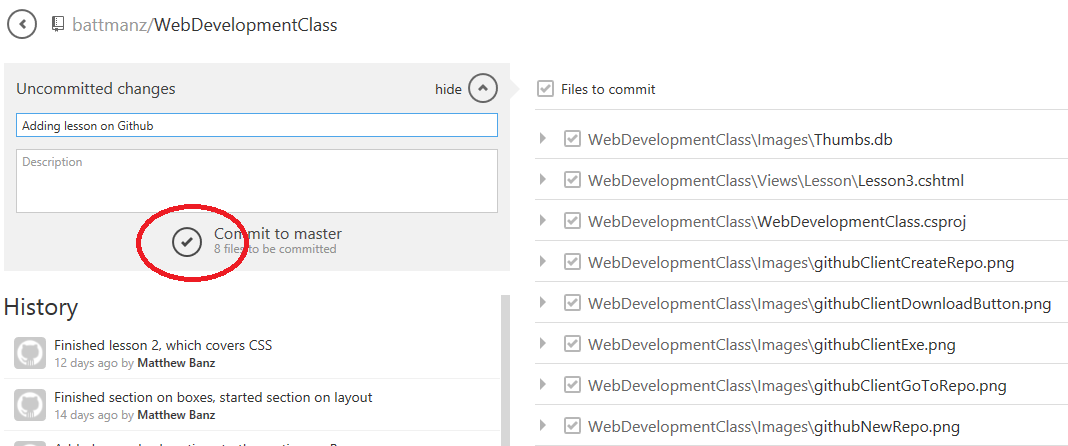 battmanz/WebDevelopmentClass
Uncommitted changes
hide
Adding lesson on Github
Description
Commit to master
8 files to be committed
History
Finished lesson 2, which covers CSS
12 days ago by Matthew Banz
Finished section on boxes, started section on layout
14 days ago by Matthew Banz
Files to commit
WebDevelopmentClass\Images\Thumbs.db
WebDevelopmentClass\Views\Lesson\Lesson3.cshtml
WebDevelopmentClass\WebDevelopmentClass.csproj
WebDevelopmentClass\Images\githubClientCreateRepo.png
WebDevelopmentClass\Images\githubClientDownloadButton.png
WebDevelopmentClass\Images\githubClientExe.png
WebDevelopmentClass\Images\githubClientGoToRepo.png
WebDevelopmentClass\Images\githubNewRepo.png